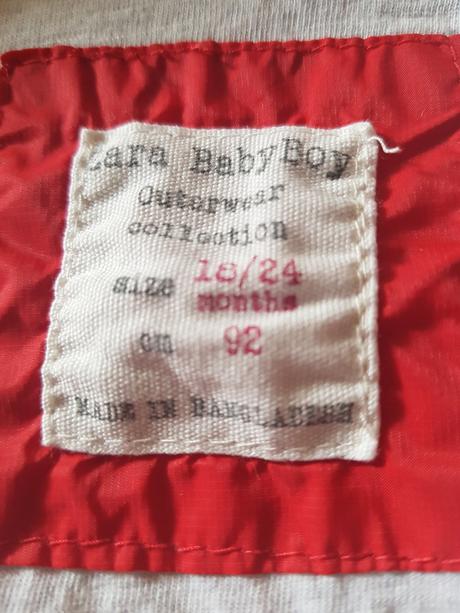 Zara BabyBoy
Outerwear
collection
size 18/24
months
cm 92
MADE IN BANGLADESH